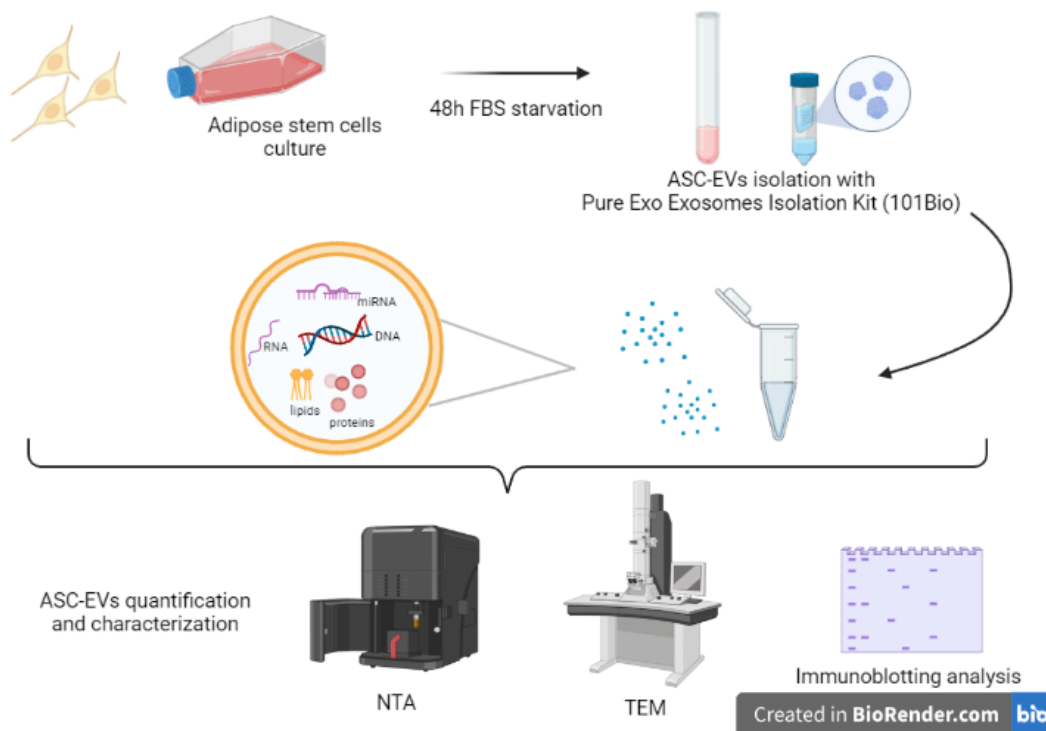 Adipose stem cells
culture
48h FBS starvation
ASC-EVs isolation with
Pure Exo Exosomes Isolation Kit (101Bio)
miRNA
DNA
RNA
lipids
proteins
ASC-EVs quantification
and characterization
NTA
TEM
Immunoblotting analysis
Created in BioRender.com bio